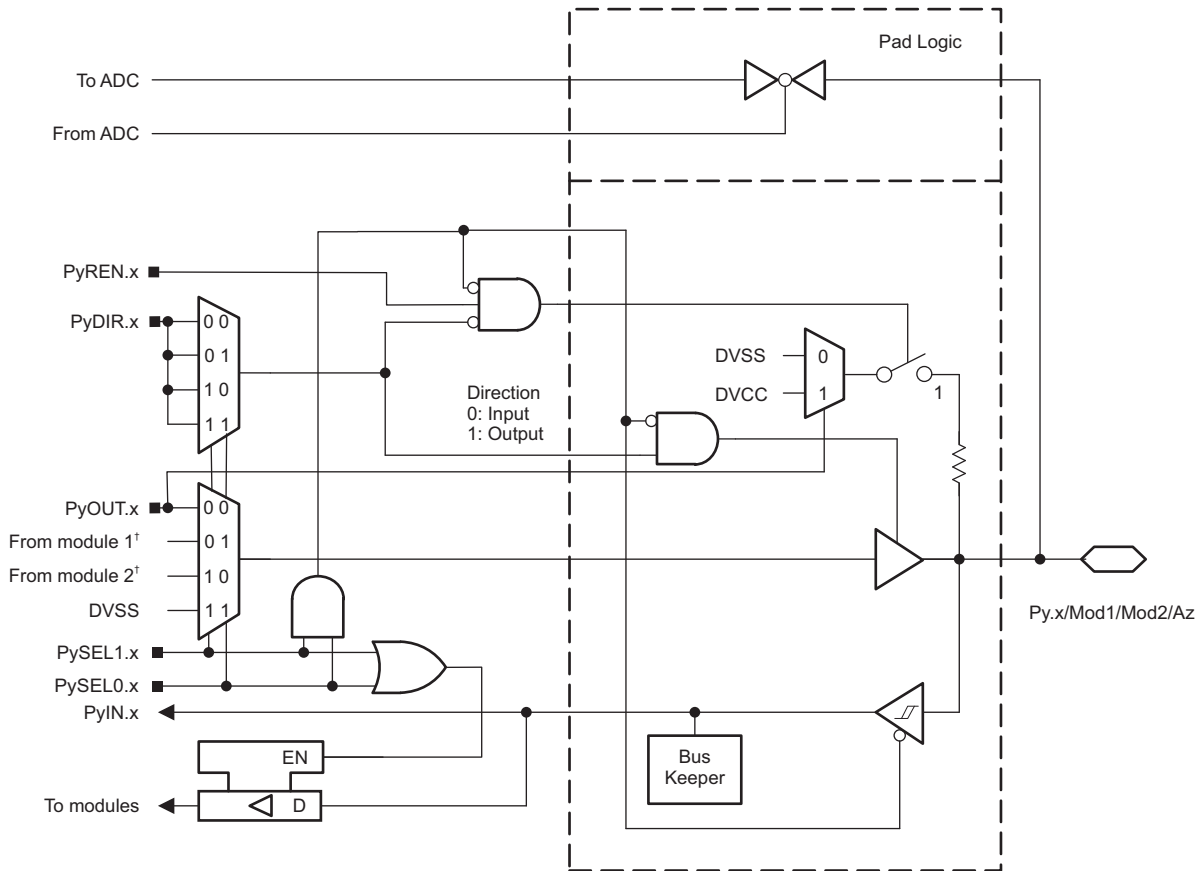 Pad Logic
To ADC
From ADC
PyREN.x
PyDIR.x
0 0
0 1
1 0
1 1
Direction
0: Input
1: Output
DVSS
0
DVCC
1
1
PyOUT.x
0 0
From module 1†
0 1
From module 2†
1 0
DVSS
1 1
Py.x/Mod1/Mod2/Az
PySEL1.x
PySEL0.x
PyIN.x
Bus
Keeper
EN
To modules
D